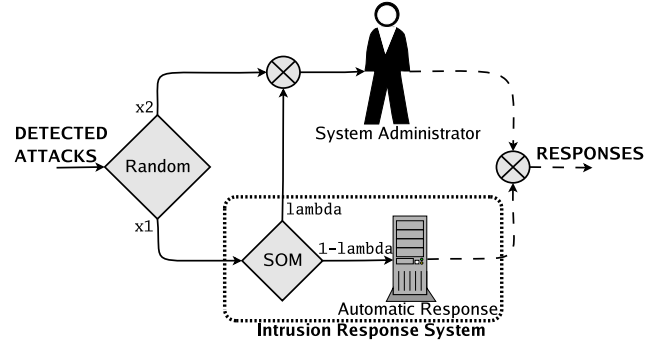 x2
System Administrator
DETECTED
ATTACKS
Random
RESPONSES
x1
lambda
SOM
1-lambda
Automatic Response
Intrusion Response System